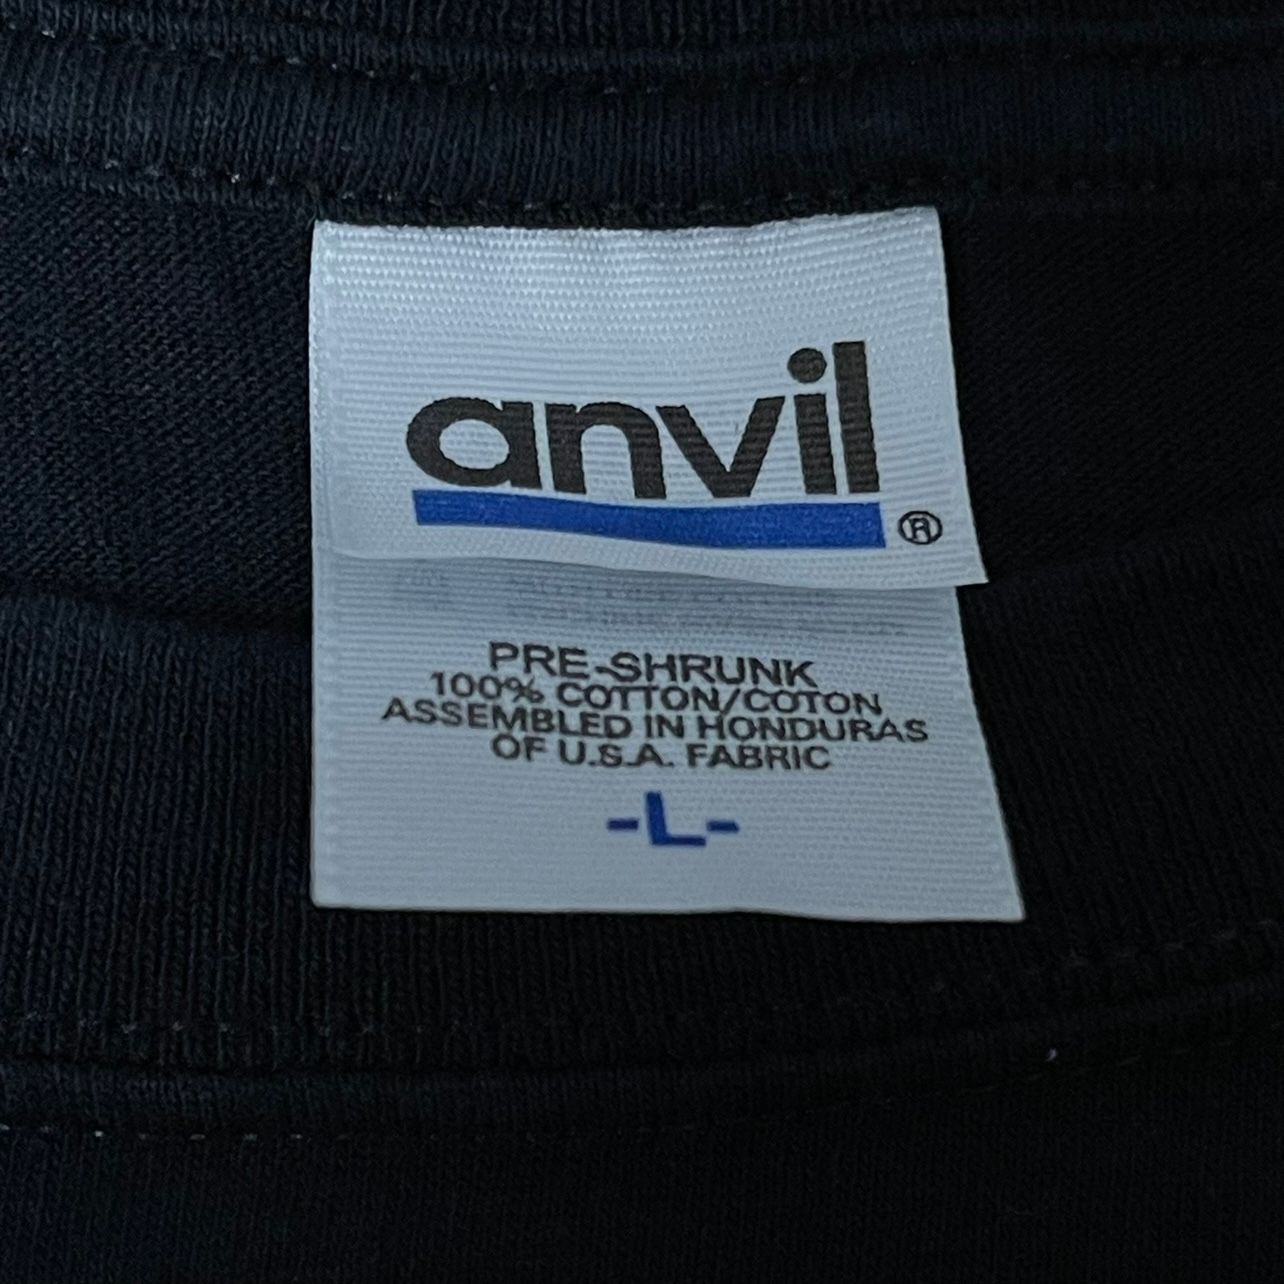 anvil
®
PRE-SHRUNK
100% COTTON/COTON
ASSEMBLED IN HONDURAS
OF U.S.A. FABRIC
-L-